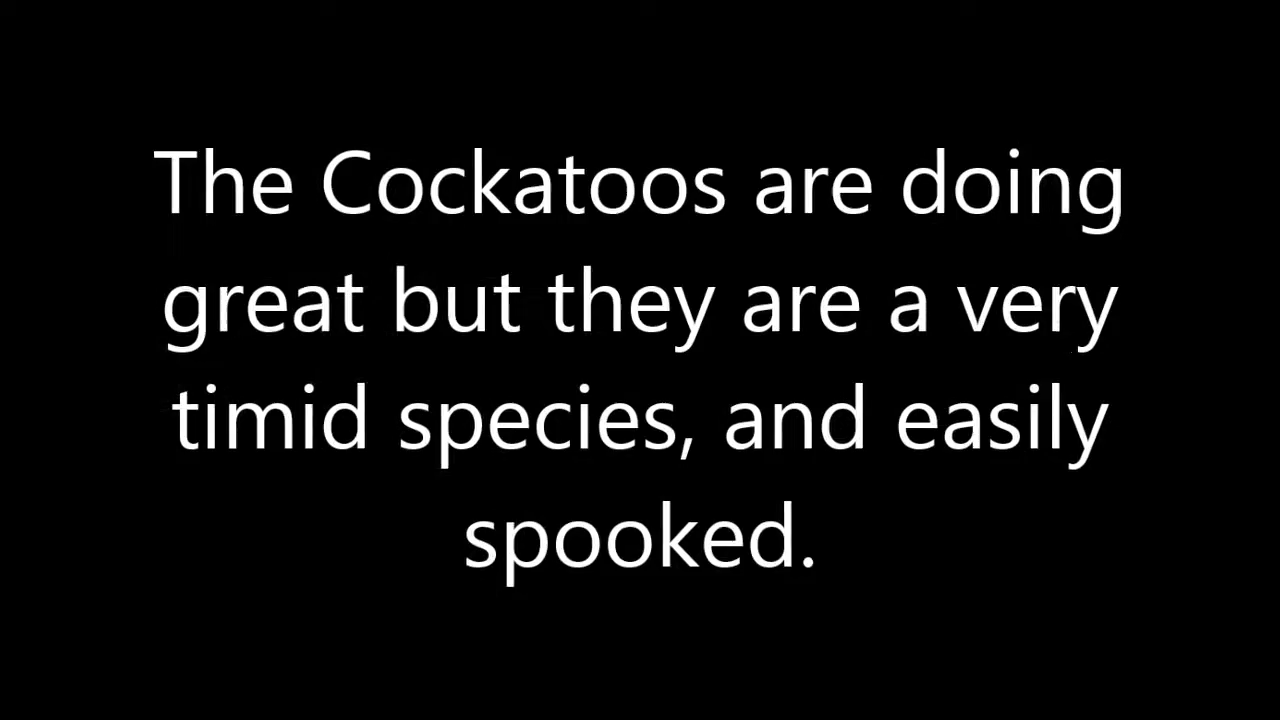 The Cockatoos are doing
great but they are a very
timid species, and easily
spooked.